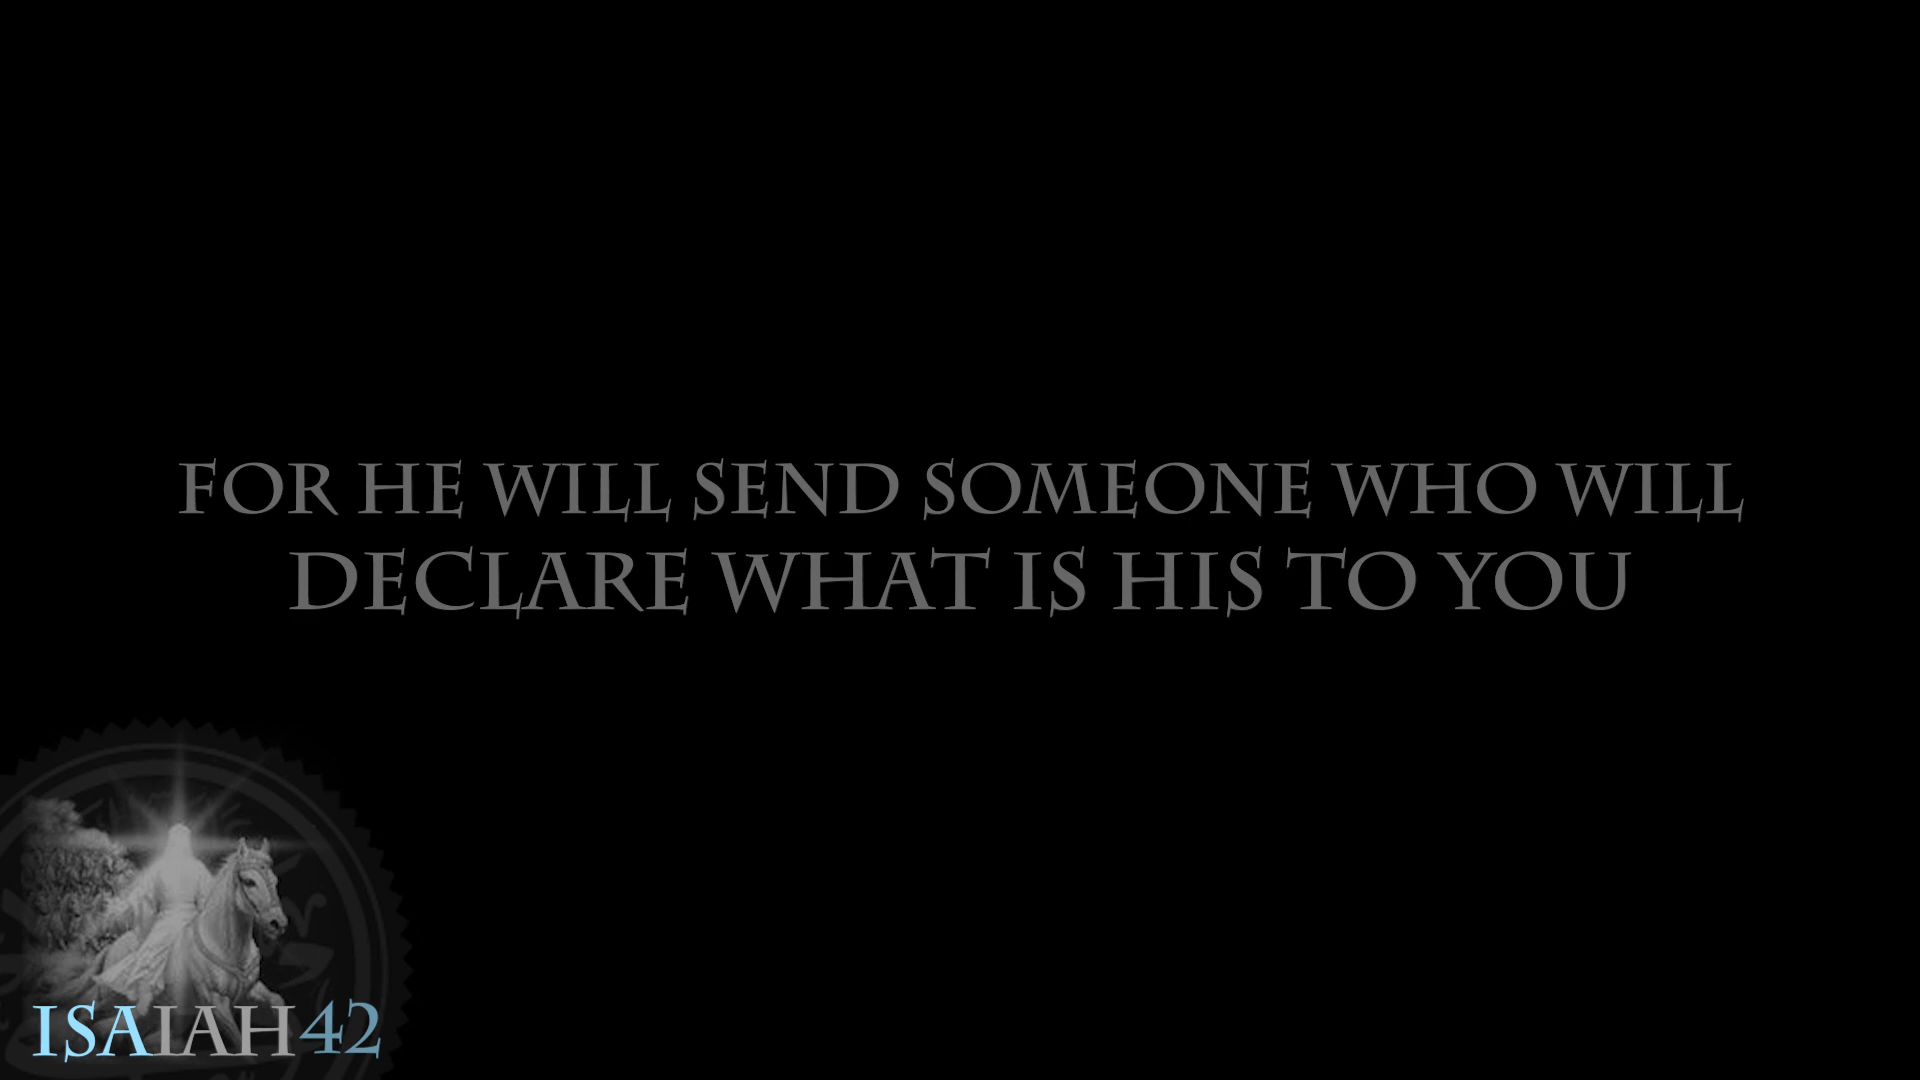 FOR HE WILL SEND SOMEONE WHO WILL
DECLARE WHAT IS HIS TO YOU
ISAIAH42